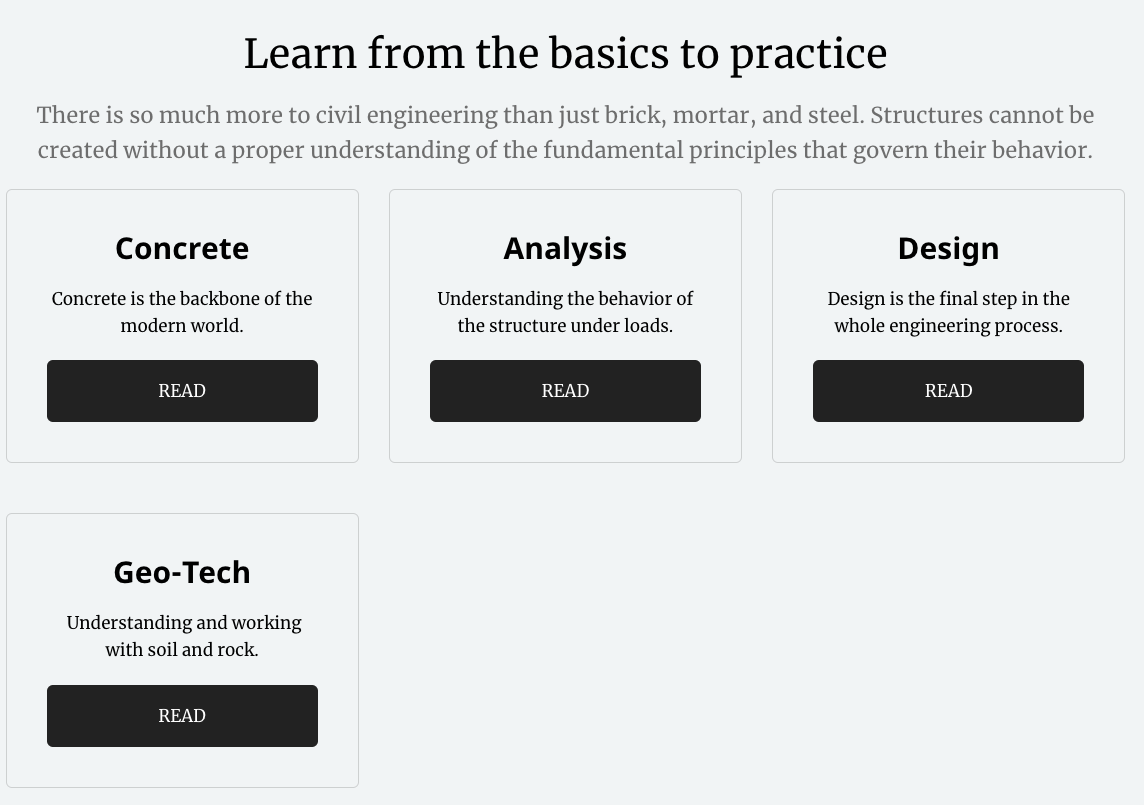 Learn from the basics to practice
There is so much more to civil engineering than just brick, mortar, and steel. Structures cannot be
created without a proper understanding of the fundamental principles that govern their behavior.
Concrete
Concrete is the backbone of the
modern world.
READ
Analysis
Understanding the behavior of
the structure under loads.
READ
Design
Design is the final step in the
whole engineering process.
READ
Geo-Tech
Understanding and working
with soil and rock.
READ